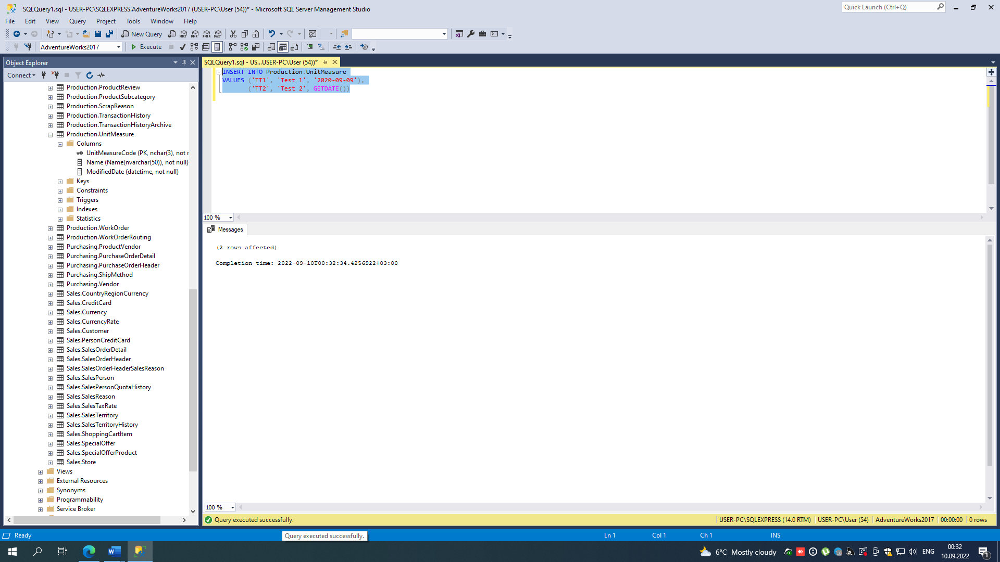 SQLQuery1.sql - USER-PC\SQLEXPRESS.AdventureWorks2017 (USER-PC\User (54))* - Microsoft SQL Server Management Studio
Quick Launch (Ctrl+Q)
File Edit View Query Project Tools Window Help
New Query
MDX DMX XMLA DAX
AdventureWorks2017
Execute
Object Explorer
SQLQuery1.sql - US...USER-PC\User (54))*
Connect
Production.ProductReview
Production.ProductSubcategory
Production.ScrapReason
Production.TransactionHistory
Production.TransactionHistoryArchive
Production.UnitMeasure
Columns
UnitMeasureCode (PK, nchar(3), not r
Name (Name(nvarchar(50)), not null)
ModifiedDate (datetime, not null)
Keys
Constraints
Triggers
Indexes
Statistics
Production.WorkOrder
Production.WorkOrderRouting
Purchasing.ProductVendor
Purchasing.PurchaseOrderDetail
Purchasing.PurchaseOrderHeader
Purchasing.ShipMethod
Purchasing.Vendor
Sales.CountryRegionCurrency
Sales.CreditCard
Sales.Currency
Sales.CurrencyRate
Sales.Customer
Sales.PersonCreditCard
Sales.SalesOrderDetail
Sales.SalesOrderHeader
Sales.SalesOrderHeaderSalesReason
Sales.SalesPerson
Sales.SalesPersonQuotaHistory
Sales.SalesReason
Sales.SalesTaxRate
Sales.SalesTerritory
Sales.SalesTerritoryHistory
Sales.ShoppingCartItem
Sales.SpecialOffer
Sales.SpecialOfferProduct
Sales.Store
Views
External Resources
Synonyms
Programmability
Service Broker
INSERT INTO Production.UnitMeasure
VALUES ('TT1', 'Test 1', '2020-09-09'),
('TT2', 'Test 2', GETDATE())
100 %
Messages
(2 rows affected)
Completion time: 2022-09-10T00:32:34.4256922+03:00
100 %
Query executed successfully.
USER-PC\SQLEXPRESS (14.0 RTM) USER-PC\User (54) AdventureWorks2017 00:00:00 0 rows
Ready
Query executed successfully.
Ln 1 Col 1 Ch 1 INS
6°C Mostly cloudy
ENG
00:32
10.09.2022
1